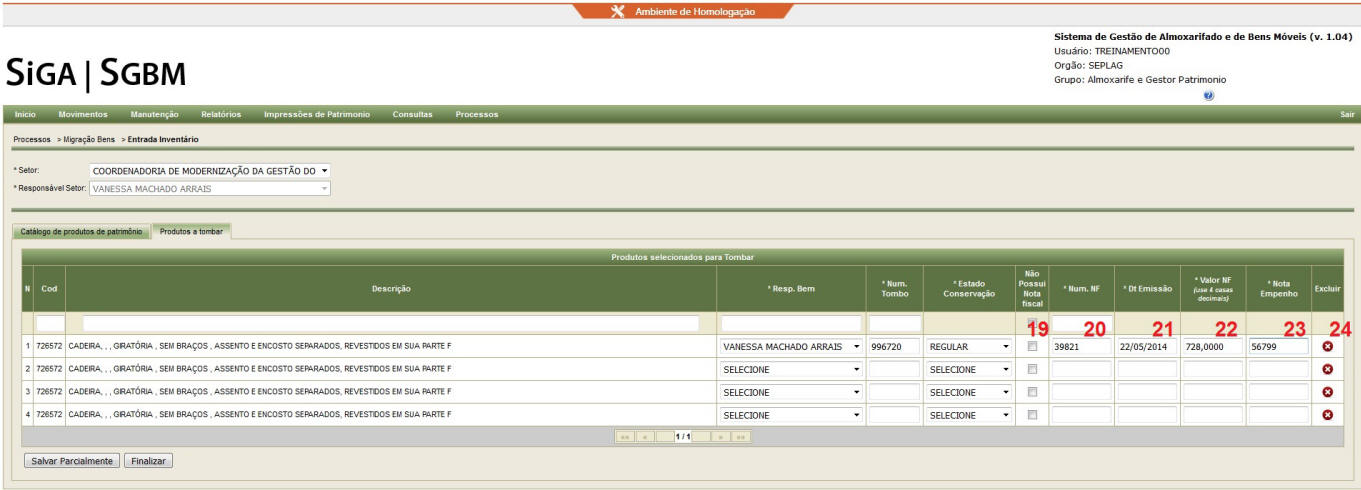 Ambiente de Homologação
Sistema de Gestão de Almoxarifado e de Bens Móveis (v. 1.04)
Usuário: TREINAMENTO00
Orgão: SEPLAG
Grupo: Almoxarife e Gestor Patrimonio
SiGA | SGBM
Inicio Movimentos Manutenção Relatórios Impressões de Patrimonio Consultas Processos Sair
Processos > Migração Bens > Entrada Inventário
* Setor: COORDENADORIA DE MODERNIZAÇÃO DA GESTÃO DO
* Responsável Setor: VANESSA MACHADO ARRAIS
Catálogo de produtos de patrimônio Produtos a tombar
Produtos selecionados para Tombar
N Cod Descrição * Resp. Bem * Num. Tombo * Estado Conservação Não Possui Nota fiscal * Num. NF * Dt Emissão * Valor NF (use 4 casas decimais) * Nota Empenho Excluir
19 20 21 22 23 24
1 726572 CADEIRA, , , GIRATÓRIA , SEM BRAÇOS , ASSENTO E ENCOSTO SEPARADOS, REVESTIDOS EM SUA PARTE F VANESSA MACHADO ARRAIS 996720 REGULAR 39821 22/05/2014 728,0000 56799
2 726572 CADEIRA, , , GIRATÓRIA , SEM BRAÇOS , ASSENTO E ENCOSTO SEPARADOS, REVESTIDOS EM SUA PARTE F SELECIONE SELECIONE
3 726572 CADEIRA, , , GIRATÓRIA , SEM BRAÇOS , ASSENTO E ENCOSTO SEPARADOS, REVESTIDOS EM SUA PARTE F SELECIONE SELECIONE
4 726572 CADEIRA, , , GIRATÓRIA , SEM BRAÇOS , ASSENTO E ENCOSTO SEPARADOS, REVESTIDOS EM SUA PARTE F SELECIONE SELECIONE
«« « 1 / 1 » »»
Salvar Parcialmente Finalizar